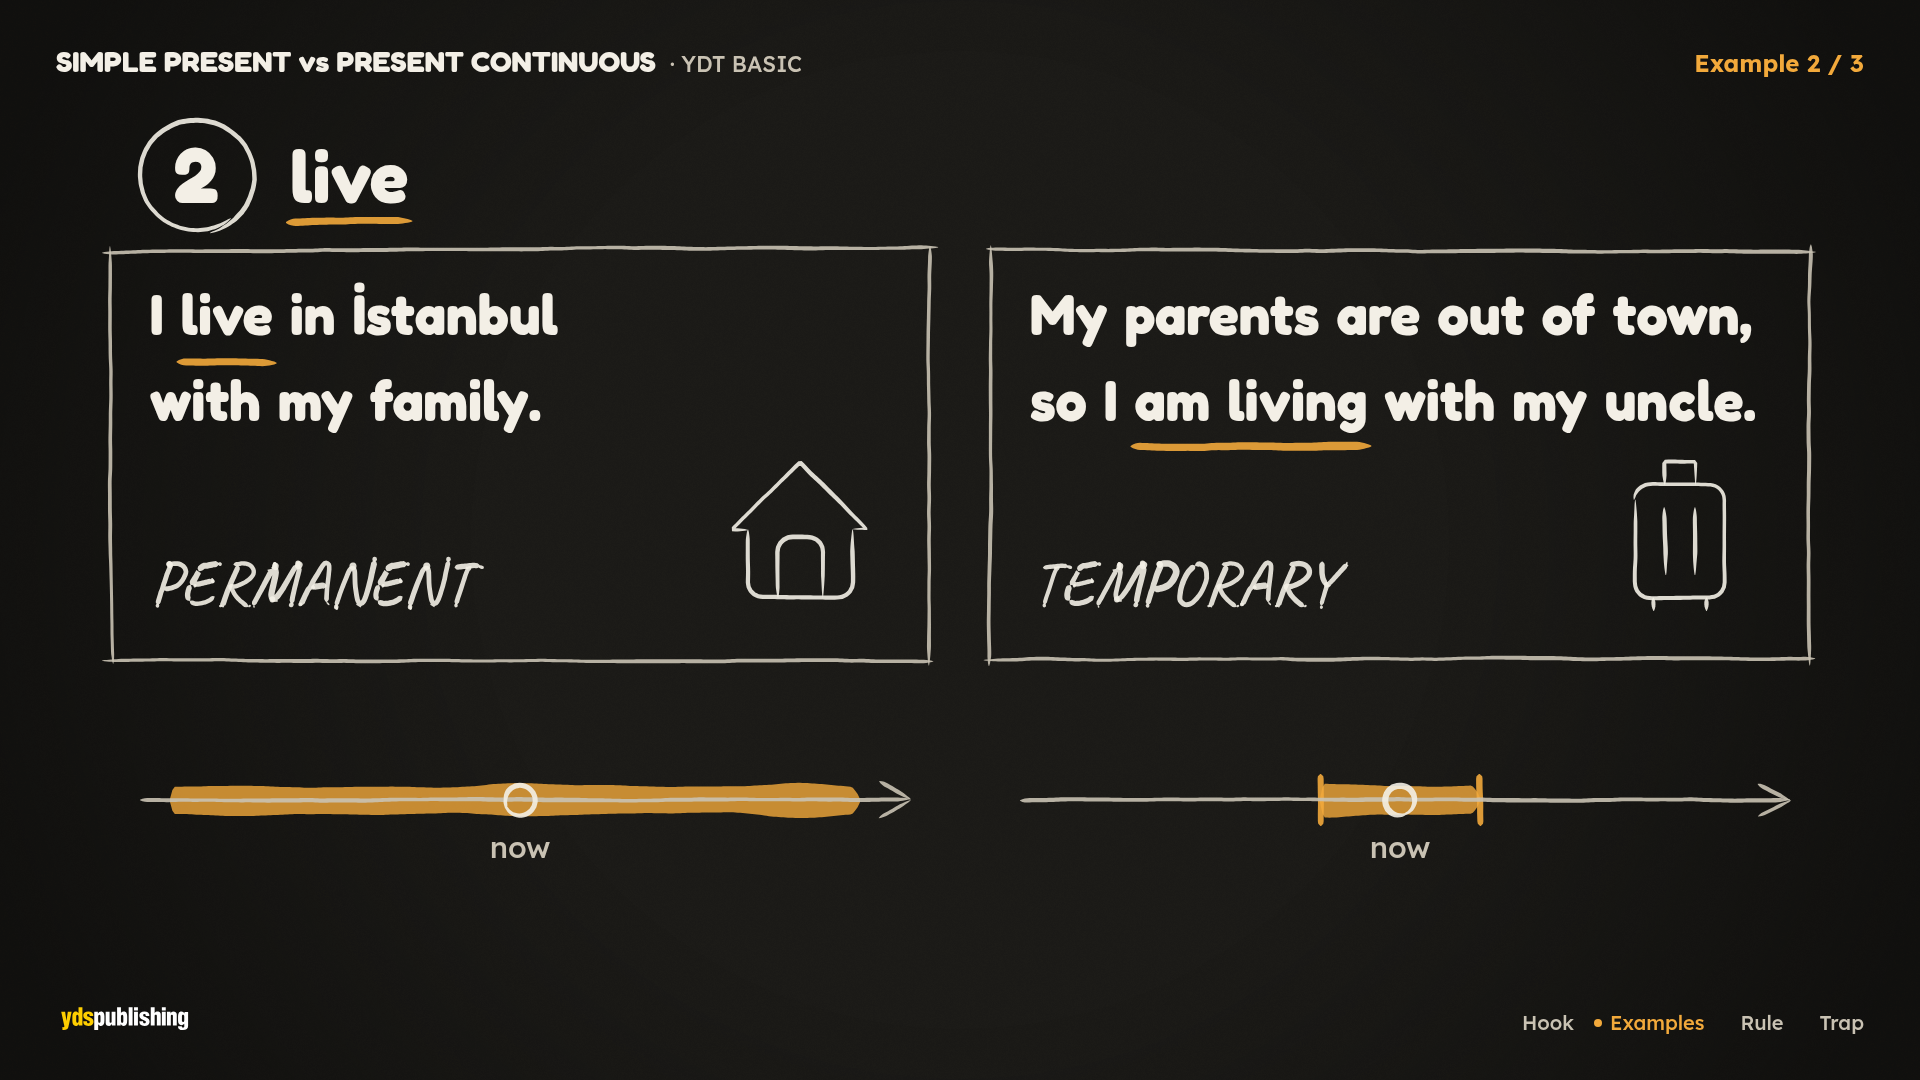 SIMPLE PRESENT vs PRESENT CONTINUOUS · YDT BASIC
Example 2 / 3
2 live
I live in İstanbul
with my family.
PERMANENT
My parents are out of town,
so I am living with my uncle.
TEMPORARY
now
now
ydspublishing
Hook • Examples Rule Trap